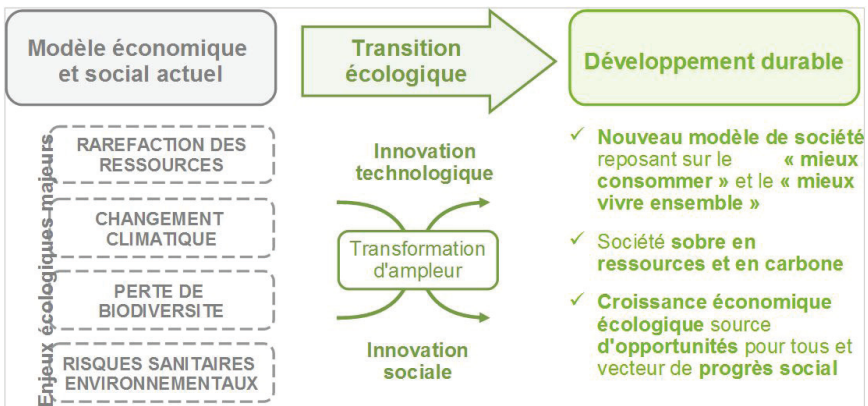 Modèle économique
et social actuel
Transition
écologique
Développement durable
Enjeux écologiques majeurs
RAREFACTION DES
RESSOURCES
CHANGEMENT
CLIMATIQUE
PERTE DE
BIODIVERSITE
RISQUES SANITAIRES
ENVIRONNEMENTAUX
Innovation
technologique
Transformation
d'ampleur
Innovation
sociale
✓ Nouveau modèle de société
reposant sur le « mieux
consommer » et le « mieux
vivre ensemble »
✓ Société sobre en
ressources et en carbone
✓ Croissance économique
écologique source
d'opportunités pour tous et
vecteur de progrès social